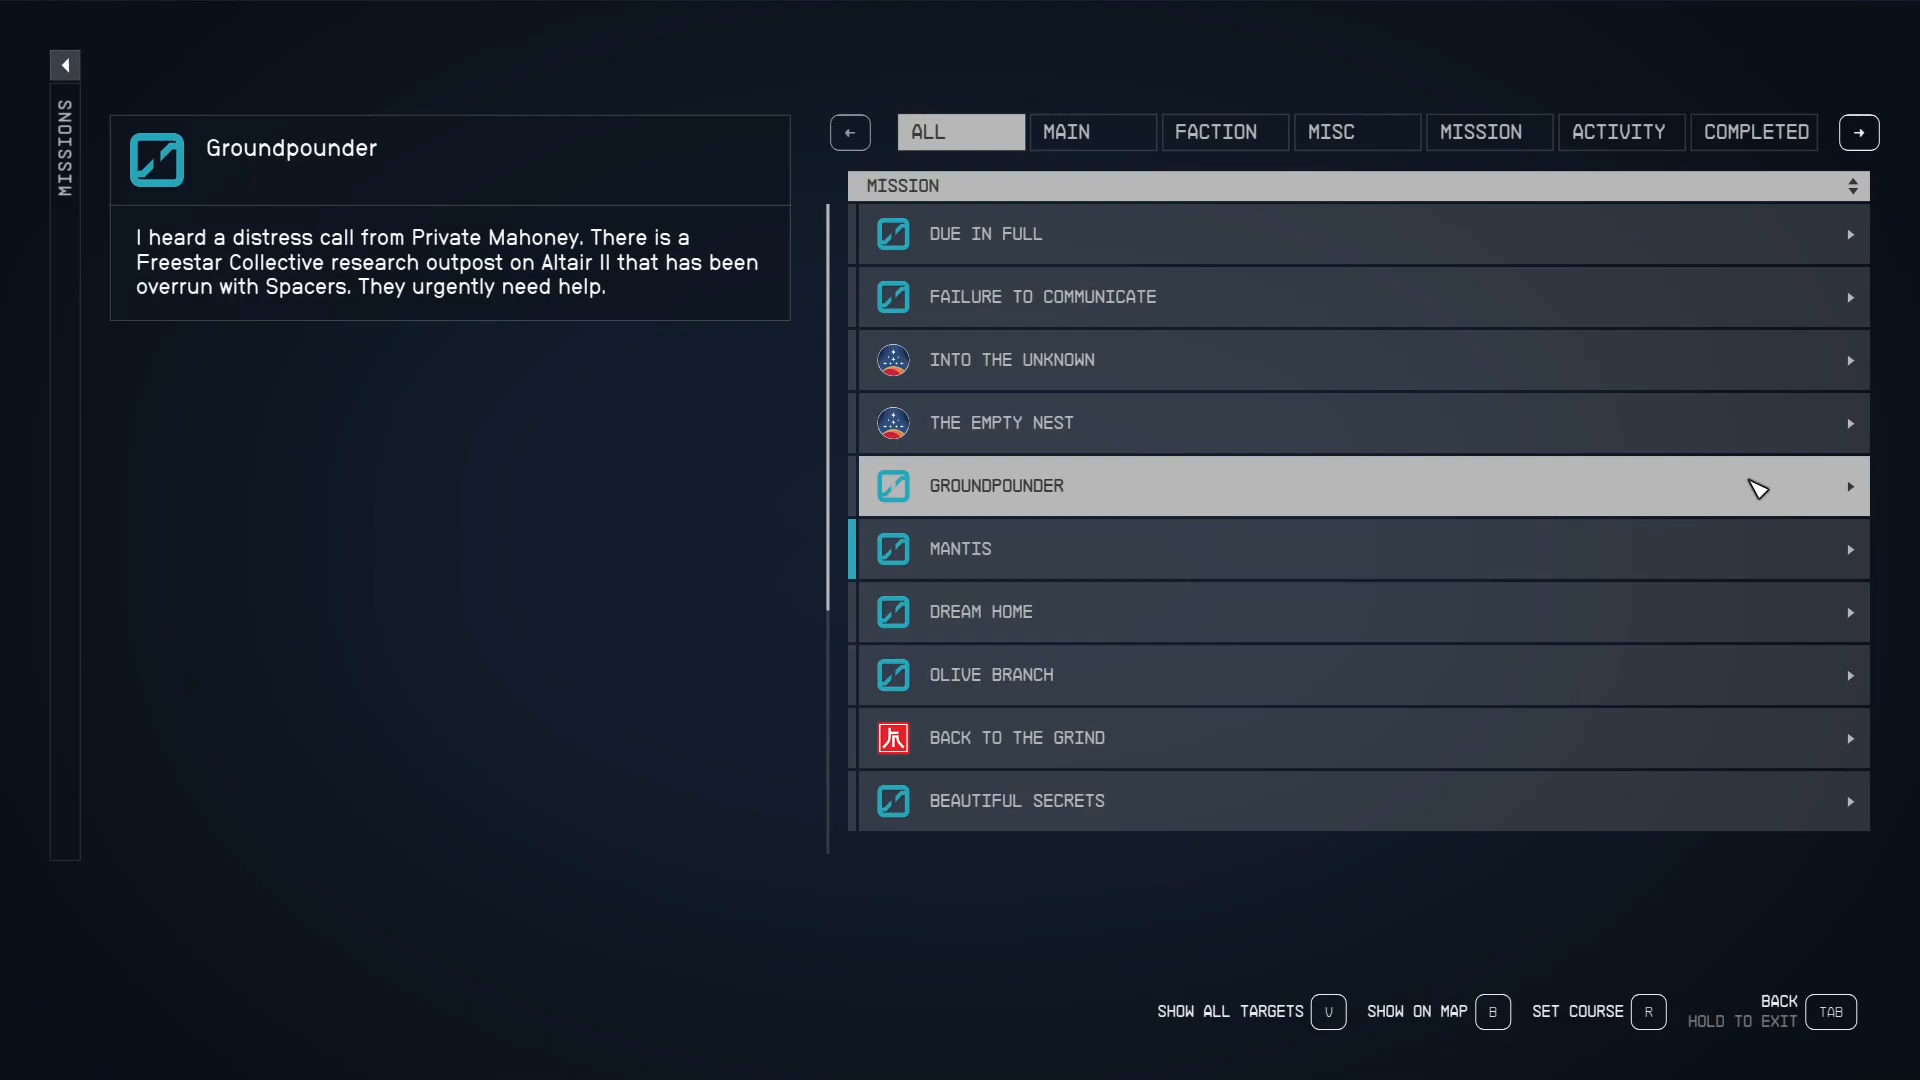 MISSIONS
Groundpounder
I heard a distress call from Private Mahoney. There is a
Freestar Collective research outpost on Altair II that has been
overrun with Spacers. They urgently need help.
ALL
MAIN
FACTION
MISC
MISSION
ACTIVITY
COMPLETED
MISSION
DUE IN FULL
FAILURE TO COMMUNICATE
INTO THE UNKNOWN
THE EMPTY NEST
GROUNDPOUNDER
MANTIS
DREAM HOME
OLIVE BRANCH
BACK TO THE GRIND
BEAUTIFUL SECRETS
SHOW ALL TARGETS V
SHOW ON MAP B
SET COURSE R
BACK
HOLD TO EXIT
TAB